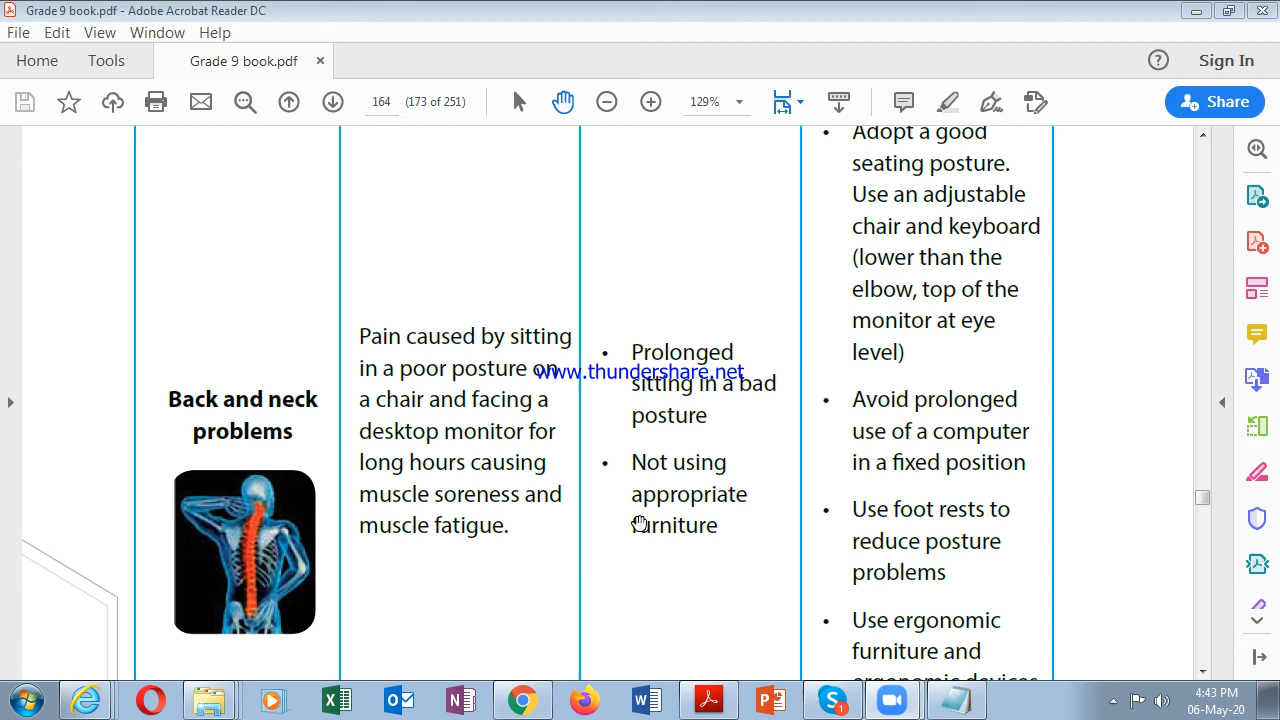 Grade 9 book.pdf - Adobe Acrobat Reader DC
File Edit View Window Help
Home Tools Grade 9 book.pdf ×
? Sign In
164 (173 of 251) 129% Share
Back and neck
problems
Pain caused by sitting
in a poor posture on
a chair and facing a
desktop monitor for
long hours causing
muscle soreness and
muscle fatigue.
• Prolonged
sitting in a bad
posture
• Not using
appropriate
furniture
www.thundershare.net
• Adopt a good
seating posture.
Use an adjustable
chair and keyboard
(lower than the
elbow, top of the
monitor at eye
level)
• Avoid prolonged
use of a computer
in a fixed position
• Use foot rests to
reduce posture
problems
• Use ergonomic
furniture and
ergonomic devices
4:43 PM
06-May-20